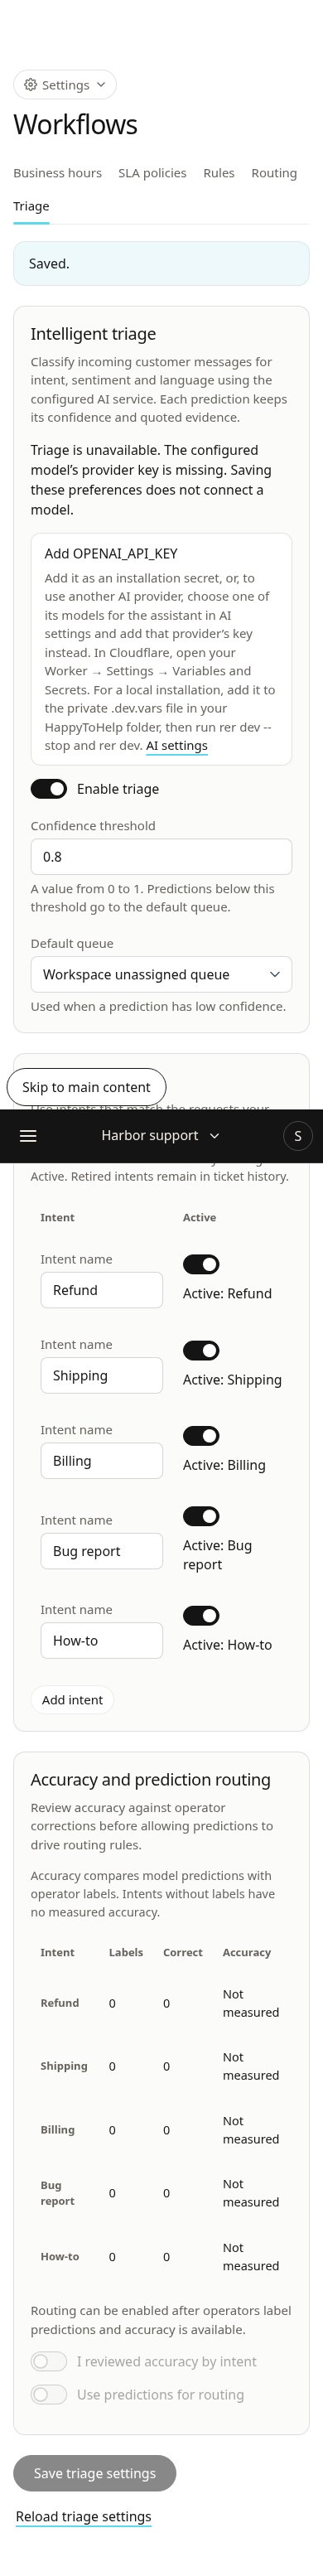 Settings
Workflows
Business hours SLA policies Rules Routing
Triage
Saved.
Intelligent triage
Classify incoming customer messages for
intent, sentiment and language using the
configured AI service. Each prediction keeps
its confidence and quoted evidence.
Triage is unavailable. The configured
model’s provider key is missing. Saving
these preferences does not connect a
model.
Add OPENAI_API_KEY
Add it as an installation secret, or, to
use another AI provider, choose one of
its models for the assistant in AI
settings and add that provider’s key
instead. In Cloudflare, open your
Worker → Settings → Variables and
Secrets. For a local installation, add it to
the private .dev.vars file in your
HappyToHelp folder, then run rer dev --
stop and rer dev. AI settings
Enable triage
Confidence threshold
0.8
A value from 0 to 1. Predictions below this
threshold go to the default queue.
Default queue
Workspace unassigned queue
Used when a prediction has low confidence.
Skip to main content
Harbor support S
Active. Retired intents remain in ticket history.
Intent Active
Intent name
Refund
Active: Refund
Intent name
Shipping
Active: Shipping
Intent name
Billing
Active: Billing
Intent name
Bug report
Active: Bug
report
Intent name
How-to
Active: How-to
Add intent
Accuracy and prediction routing
Review accuracy against operator
corrections before allowing predictions to
drive routing rules.
Accuracy compares model predictions with
operator labels. Intents without labels have
no measured accuracy.
Intent Labels Correct Accuracy
Refund 0 0 Not
measured
Shipping 0 0 Not
measured
Billing 0 0 Not
measured
Bug
report 0 0 Not
measured
How-to 0 0 Not
measured
Routing can be enabled after operators label
predictions and accuracy is available.
I reviewed accuracy by intent
Use predictions for routing
Save triage settings
Reload triage settings